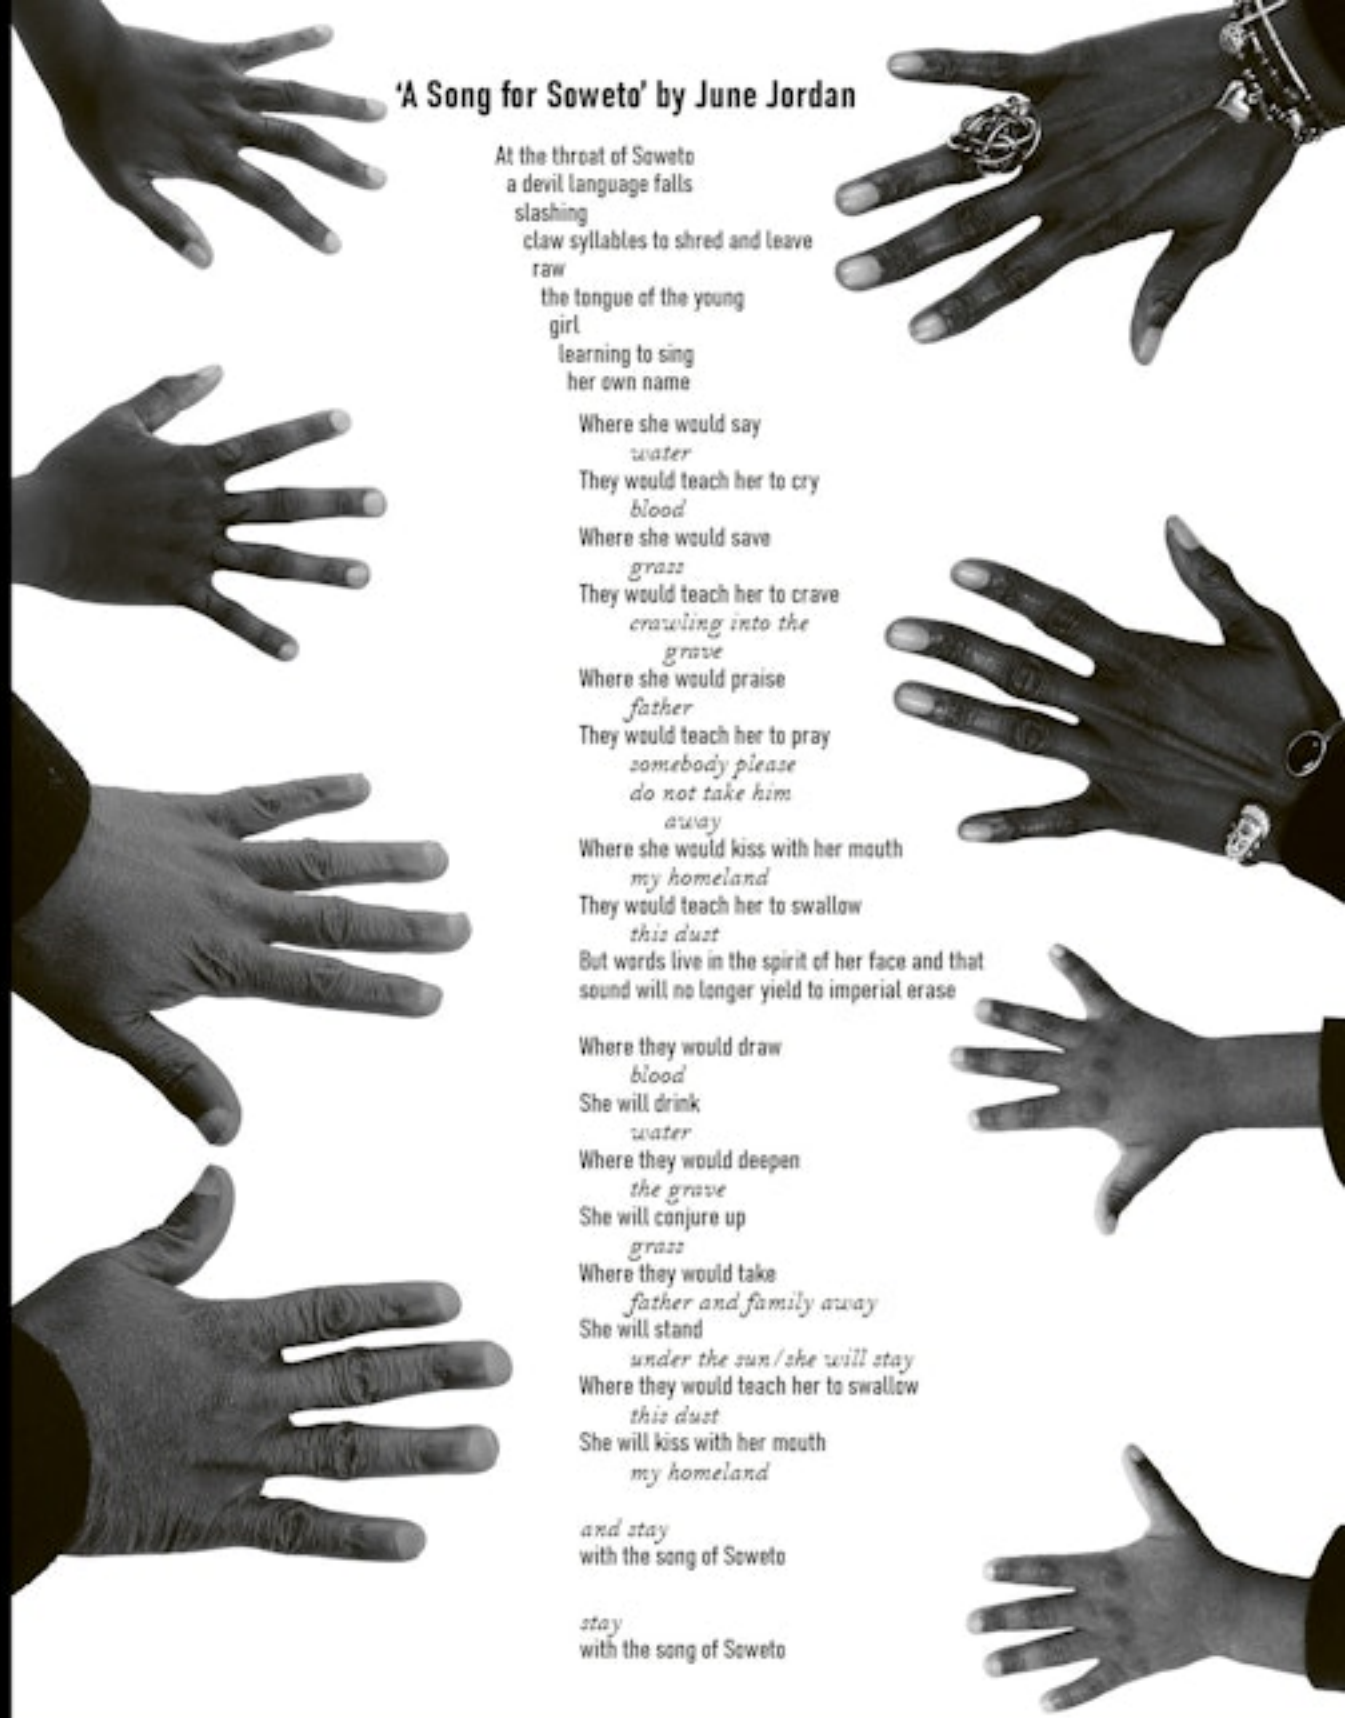 ‘A Song for Soweto’ by June Jordan
At the throat of Soweto
a devil language falls
slashing
claw syllables to shred and leave
raw
the tongue of the young
girl
learning to sing
her own name
Where she would say
water
They would teach her to cry
blood
Where she would save
grass
They would teach her to crave
crawling into the
grave
Where she would praise
father
They would teach her to pray
somebody please
do not take him
away
Where she would kiss with her mouth
my homeland
They would teach her to swallow
this dust
But words live in the spirit of her face and that
sound will no longer yield to imperial erase
Where they would draw
blood
She will drink
water
Where they would deepen
the grave
She will conjure up
grass
Where they would take
father and family away
She will stand
under the sun/she will stay
Where they would teach her to swallow
this dust
She will kiss with her mouth
my homeland
and stay
with the song of Soweto
stay
with the song of Soweto